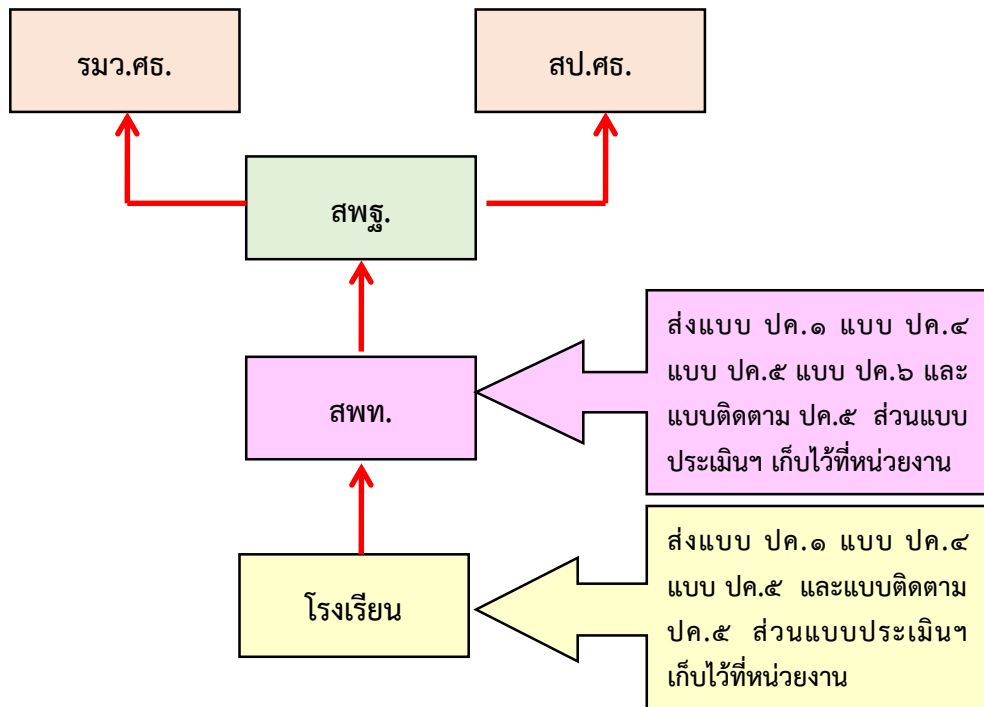 รมว.ศธ.
สป.ศธ.
สพฐ.
ส่งแบบ ปค.๑ แบบ ปค.๔
แบบ ปค.๕ แบบ ปค.๖ และ
แบบติดตาม ปค.๕ ส่วนแบบ
ประเมินฯ เก็บไว้ที่หน่วยงาน
สพท.
ส่งแบบ ปค.๑ แบบ ปค.๔
แบบ ปค.๕ และแบบติดตาม
ปค.๕ ส่วนแบบประเมินฯ
เก็บไว้ที่หน่วยงาน
โรงเรียน